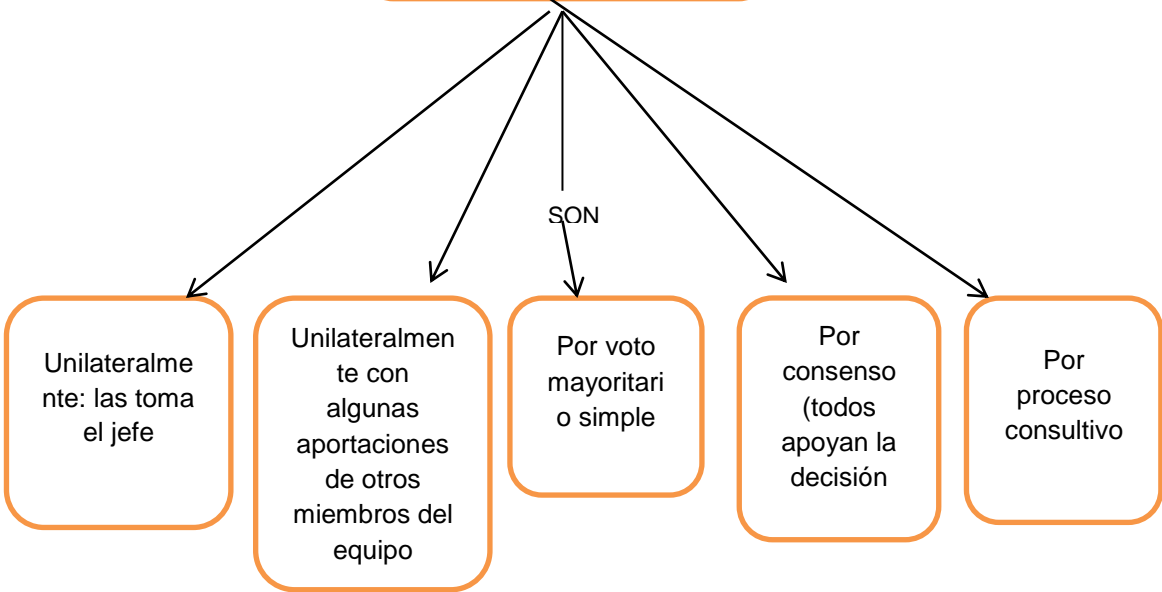 SON
Unilateralme
nte: las toma
el jefe
Unilateralmen
te con
algunas
aportaciones
de otros
miembros del
equipo
Por voto
mayoritari
o simple
Por
consenso
(todos
apoyan la
decisión
Por
proceso
consultivo